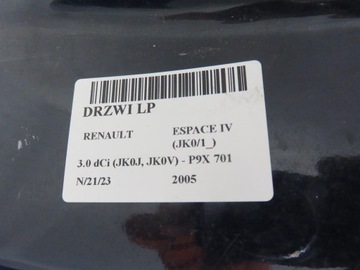 DRZWI LP
RENAULT ESPACE IV
(JK0/1_)
3.0 dCi (JK0J, JK0V) - P9X 701
N/21/23 2005